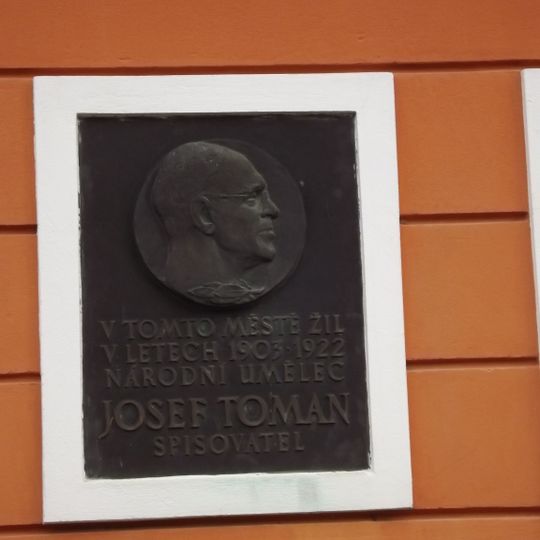 V TOMTO MĚSTĚ ŽIL
V LETECH 1903-1922
NÁRODNÍ UMĚLEC
JOSEF TOMAN
SPISOVATEL